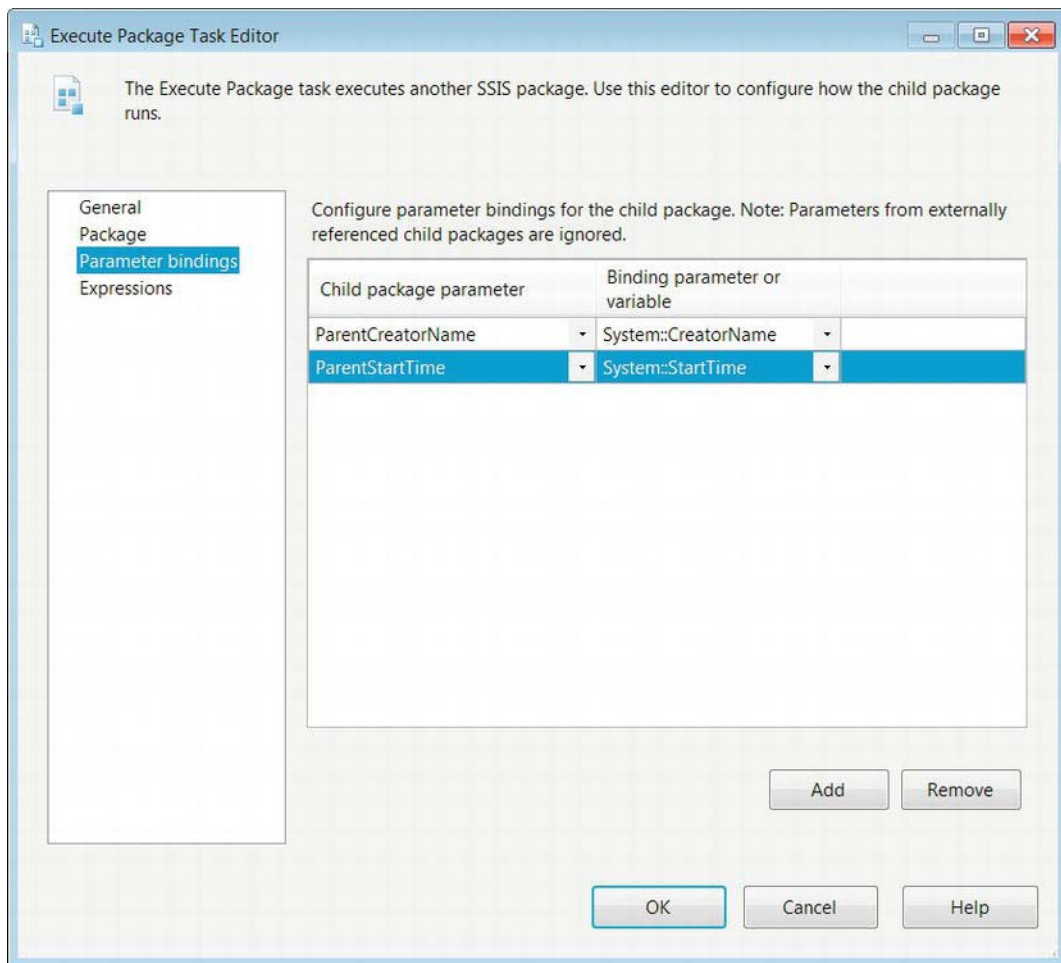 Execute Package Task Editor
The Execute Package task executes another SSIS package. Use this editor to configure how the child package
runs.
General
Package
Parameter bindings
Expressions
Configure parameter bindings for the child package. Note: Parameters from externally
referenced child packages are ignored.
Child package parameter
Binding parameter or
variable
ParentCreatorName System::CreatorName
ParentStartTime System::StartTime
Add Remove
OK Cancel Help